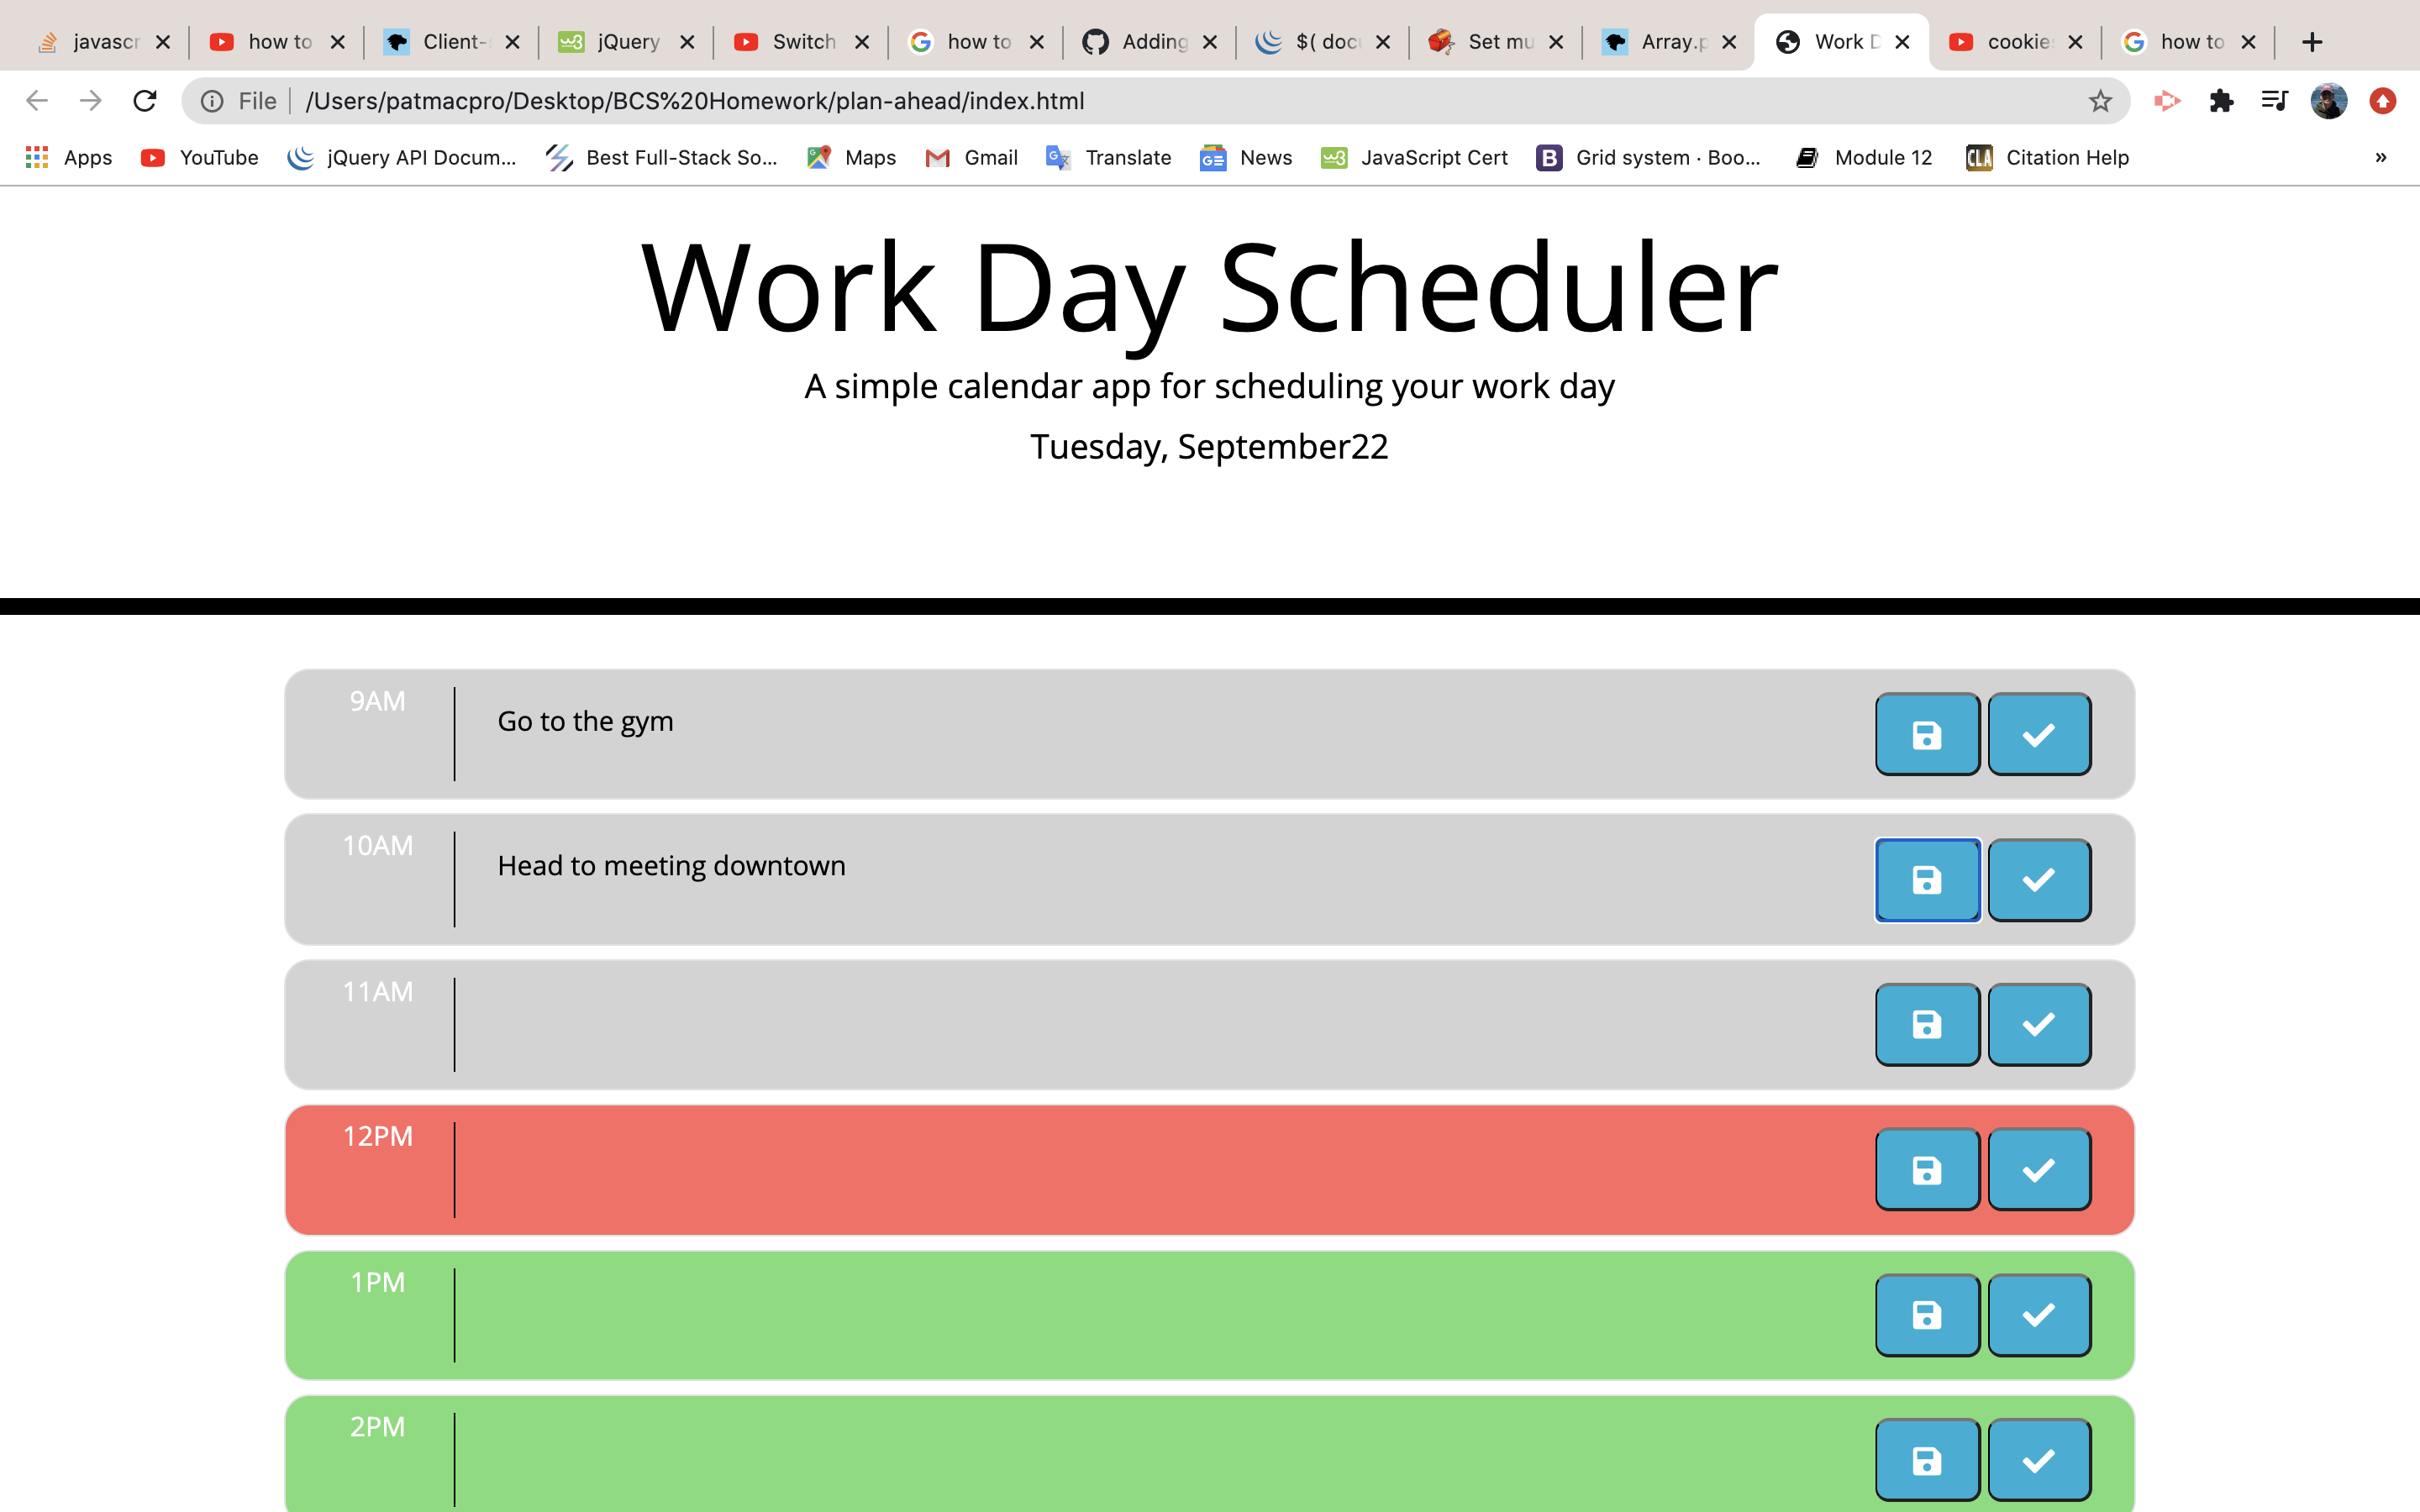 javascr how to Client- jQuery Switch how to Adding $( doc Set mu Array.p Work D cookie how to
File /Users/patmacpro/Desktop/BCS%20Homework/plan-ahead/index.html
Apps YouTube jQuery API Docum... Best Full-Stack So... Maps Gmail Translate News JavaScript Cert Grid system · Boo... Module 12 Citation Help »
Work Day Scheduler
A simple calendar app for scheduling your work day
Tuesday, September22
9AM Go to the gym
10AM Head to meeting downtown
11AM
12PM
1PM
2PM